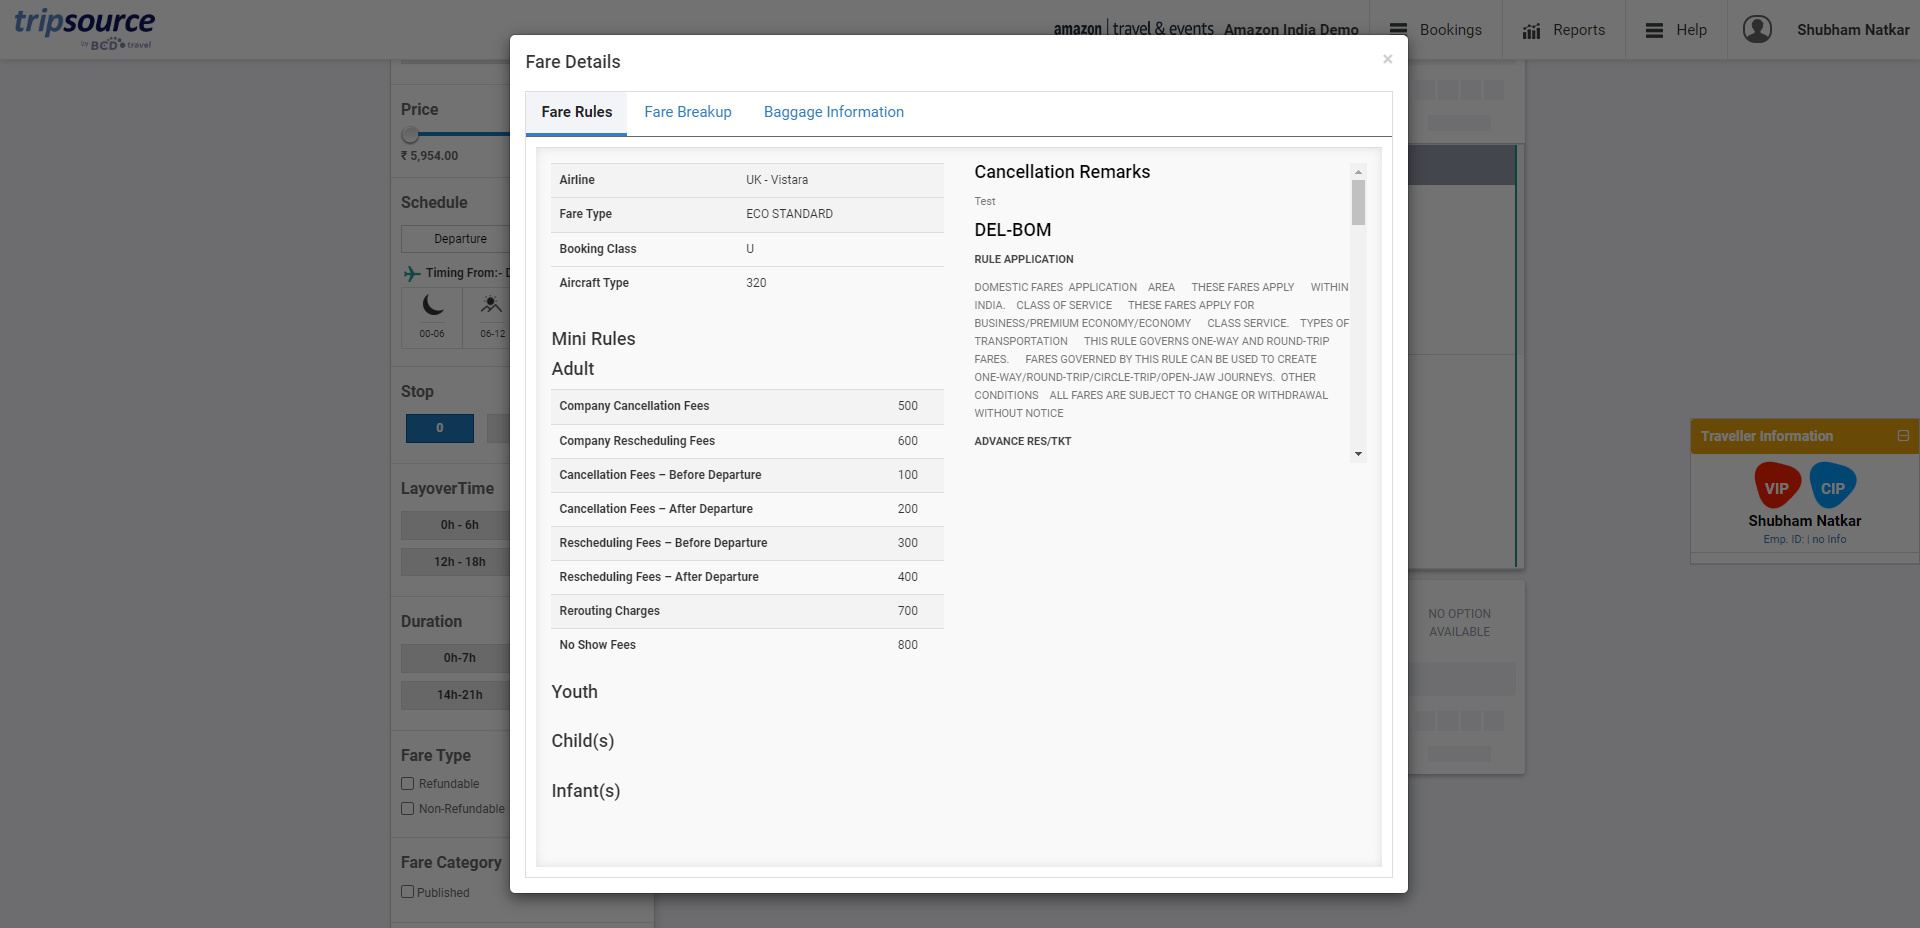 tripsource
by BCD travel
amazon | travel & events
Amazon India Demo
Bookings
Reports
Help
Shubham Natkar
Price
₹ 5,954.00
Schedule
Departure
Timing From:- D
00-06
06-12
Stop
0
LayoverTime
0h - 6h
12h - 18h
Duration
0h-7h
14h-21h
Fare Type
Refundable
Non-Refundable
Fare Category
Published
Fare Details
×
Fare Rules
Fare Breakup
Baggage Information
Airline UK - Vistara
Fare Type ECO STANDARD
Booking Class U
Aircraft Type 320
Mini Rules
Adult
Company Cancellation Fees 500
Company Rescheduling Fees 600
Cancellation Fees – Before Departure 100
Cancellation Fees – After Departure 200
Rescheduling Fees – Before Departure 300
Rescheduling Fees – After Departure 400
Rerouting Charges 700
No Show Fees 800
Youth
Child(s)
Infant(s)
Cancellation Remarks
Test
DEL-BOM
RULE APPLICATION
DOMESTIC FARES APPLICATION AREA THESE FARES APPLY WITHIN
INDIA. CLASS OF SERVICE THESE FARES APPLY FOR
BUSINESS/PREMIUM ECONOMY/ECONOMY CLASS SERVICE. TYPES OF
TRANSPORTATION THIS RULE GOVERNS ONE-WAY AND ROUND-TRIP
FARES. FARES GOVERNED BY THIS RULE CAN BE USED TO CREATE
ONE-WAY/ROUND-TRIP/CIRCLE-TRIP/OPEN-JAW JOURNEYS. OTHER
CONDITIONS ALL FARES ARE SUBJECT TO CHANGE OR WITHDRAWAL
WITHOUT NOTICE
ADVANCE RES/TKT
Traveller Information
VIP
CIP
Shubham Natkar
Emp. ID: | no Info
NO OPTION
AVAILABLE